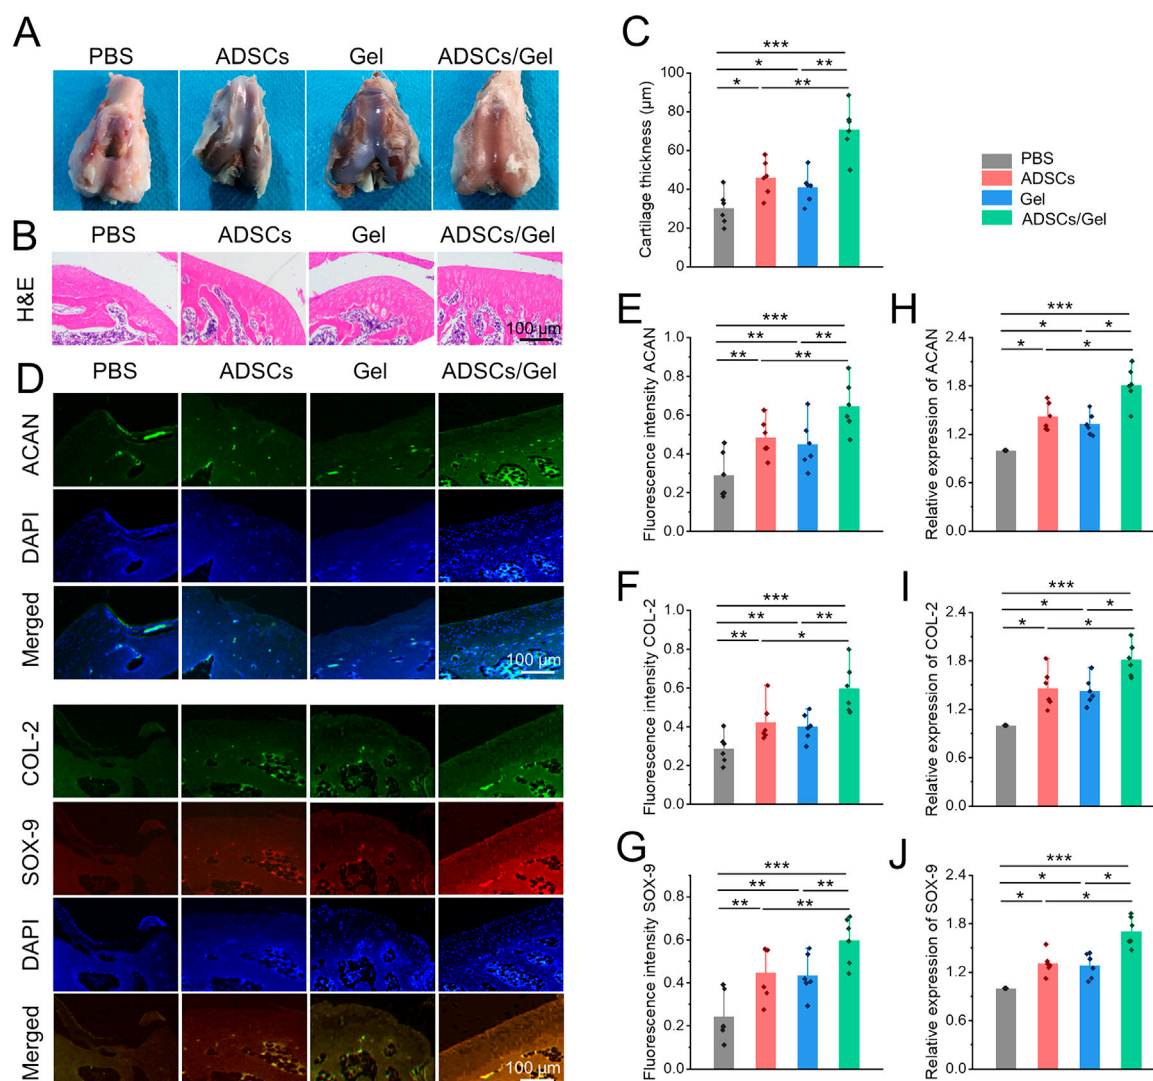 A
PBS
ADSCs
Gel
ADSCs/Gel
B
PBS
ADSCs
Gel
ADSCs/Gel
H&E
100 µm
D
PBS
ADSCs
Gel
ADSCs/Gel
ACAN
DAPI
Merged
100 µm
COL-2
SOX-9
DAPI
Merged
100 µm
C
***
* **
* **
Cartilage thickness (µm)
100
80
60
40
20
0
PBS
ADSCs
Gel
ADSCs/Gel
E
***
** **
** **
Fluorescence intensity ACAN
1.0
0.8
0.6
0.4
0.2
0.0
H
***
* *
* *
Relative expression of ACAN
2.4
1.8
1.2
0.6
0.0
F
***
** **
** *
Fluorescence intensity COL-2
1.0
0.8
0.6
0.4
0.2
0.0
I
***
* *
* *
Relative expression of COL-2
2.4
1.8
1.2
0.6
0.0
G
***
** **
** **
Fluorescence intensity SOX-9
0.8
0.6
0.4
0.2
0.0
J
***
* *
* *
Relative expression of SOX-9
2.4
1.8
1.2
0.6
0.0